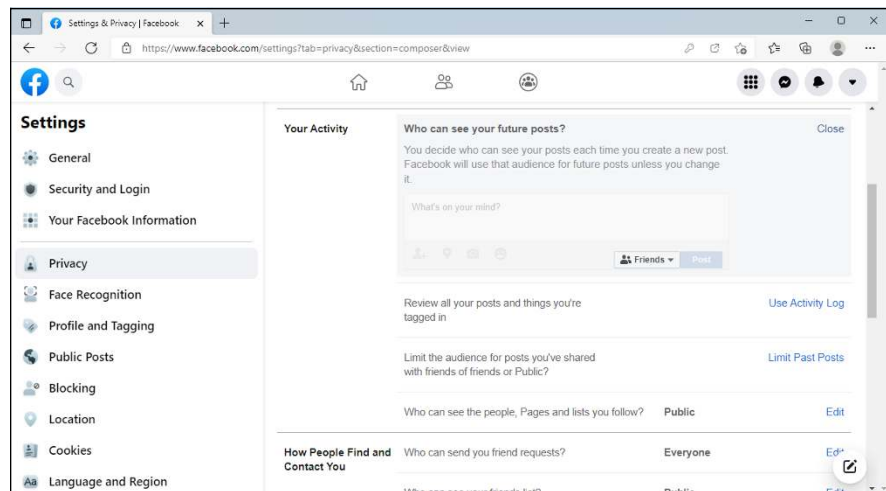 Settings & Privacy | Facebook
https://www.facebook.com/settings?tab=privacy&section=composer&view
Settings
General
Security and Login
Your Facebook Information
Privacy
Face Recognition
Profile and Tagging
Public Posts
Blocking
Location
Cookies
Aa Language and Region
Your Activity
Who can see your future posts?
Close
You decide who can see your posts each time you create a new post.
Facebook will use that audience for future posts unless you change
it.
What's on your mind?
Friends
Post
Review all your posts and things you're
tagged in
Use Activity Log
Limit the audience for posts you've shared
with friends of friends or Public?
Limit Past Posts
Who can see the people, Pages and lists you follow? Public Edit
How People Find and
Contact You
Who can send you friend requests? Everyone